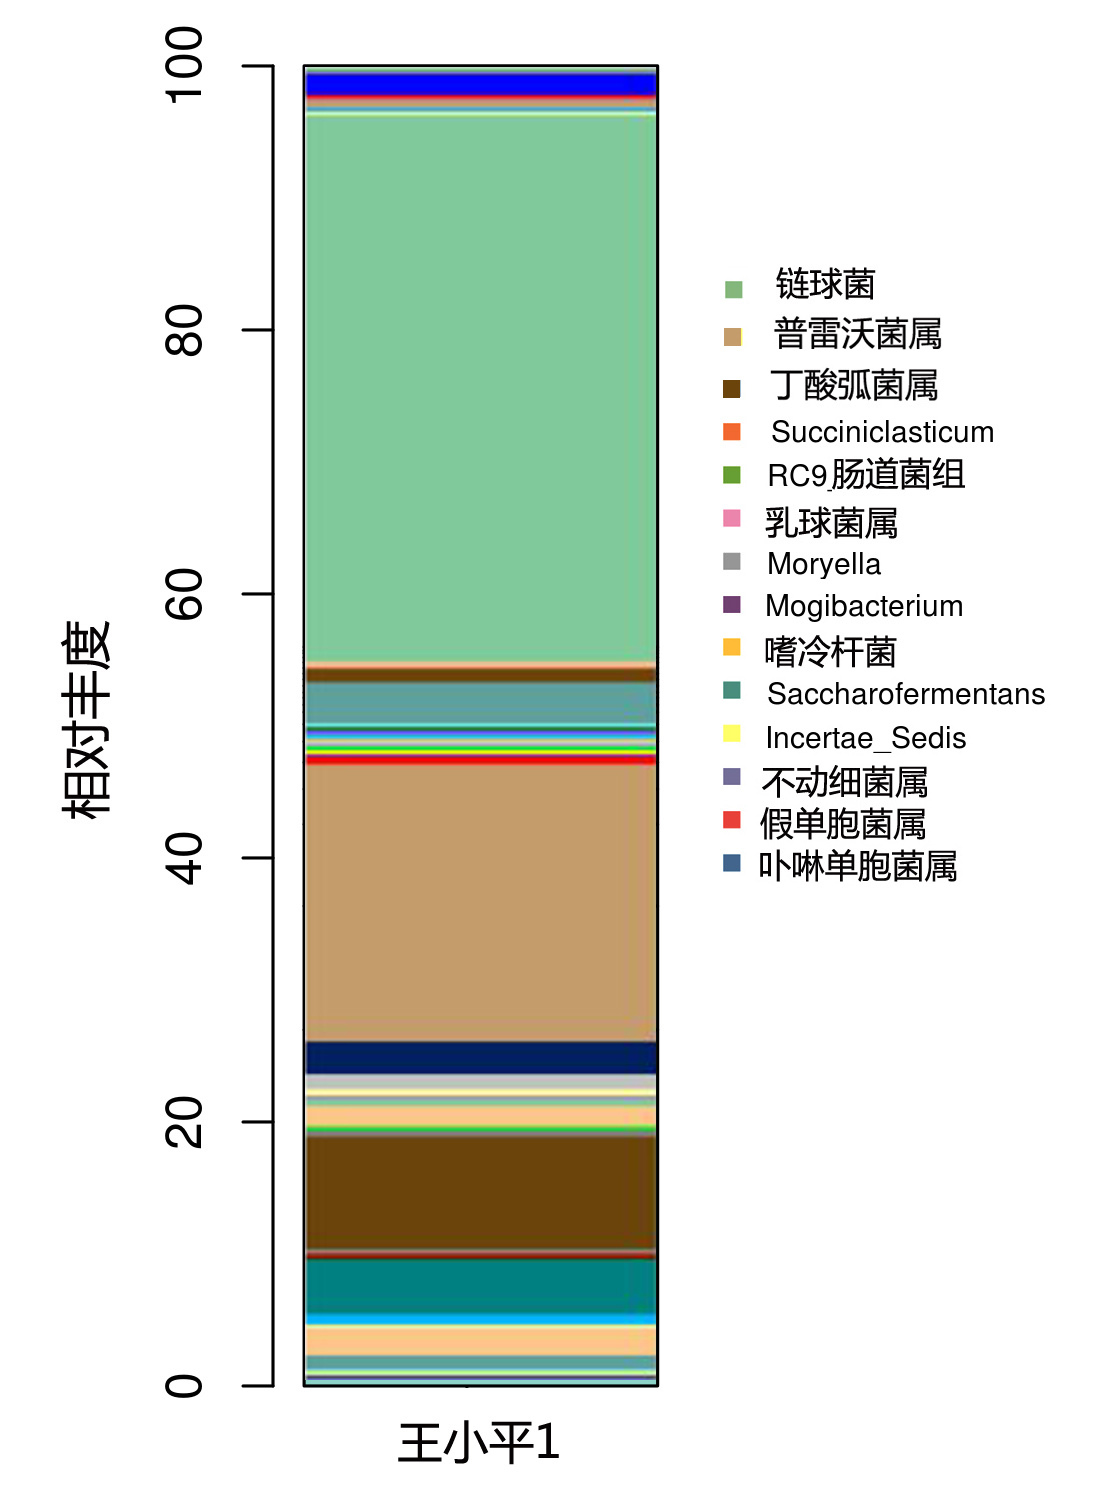 相对丰度
100
80
60
40
20
0
王小平1
链球菌
普雷沃菌属
丁酸弧菌属
Succiniclasticum
RC9_肠道菌组
乳球菌属
Moryella
Mogibacterium
嗜冷杆菌
Saccharofermentans
Incertae_Sedis
不动细菌属
假单胞菌属
卟啉单胞菌属